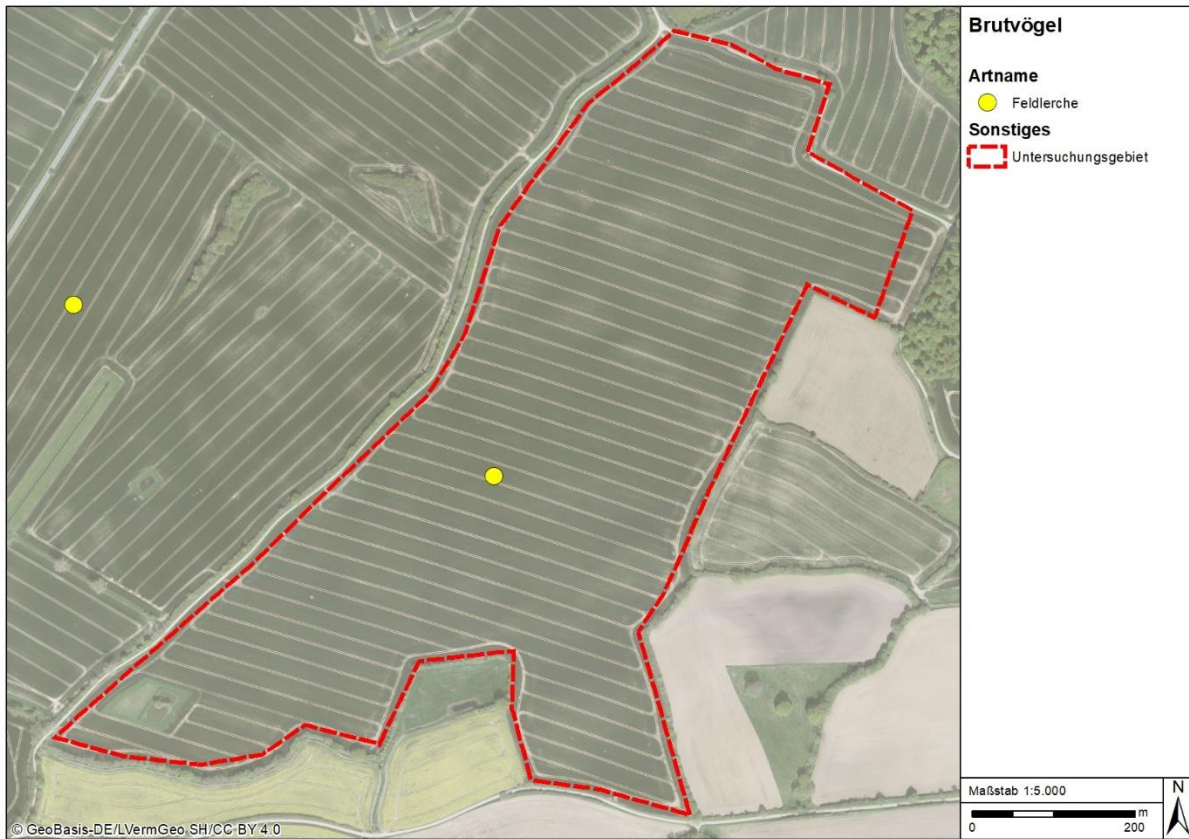 Brutvögel
Artname
Feldlerche
Sonstiges
Untersuchungsgebiet
Maßstab 1:5.000
N
m
0
200
© GeoBasis-DE/LVermGeo SH/CC BY 4.0